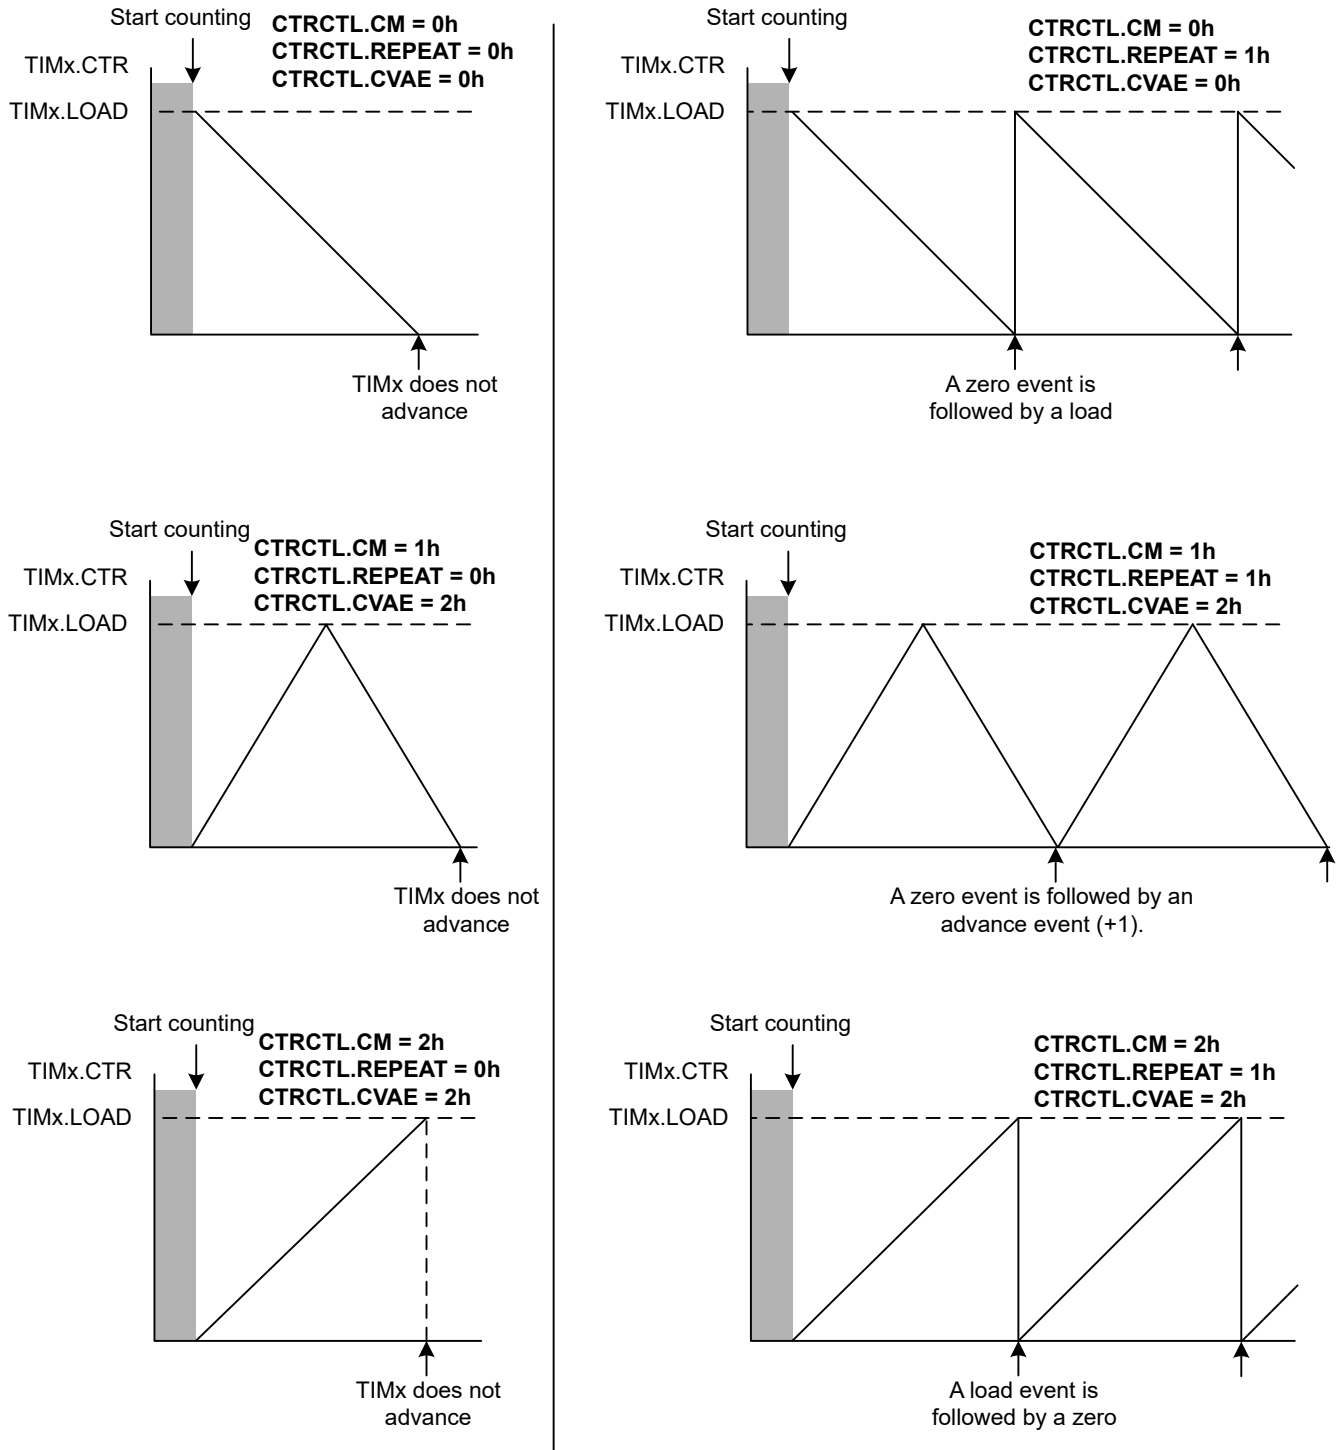 Start counting
CTRCTL.CM = 0h
CTRCTL.REPEAT = 0h
CTRCTL.CVAE = 0h
TIMx.CTR
TIMx.LOAD
TIMx does not
advance
Start counting
CTRCTL.CM = 0h
CTRCTL.REPEAT = 1h
CTRCTL.CVAE = 0h
TIMx.CTR
TIMx.LOAD
A zero event is
followed by a load
Start counting
CTRCTL.CM = 1h
CTRCTL.REPEAT = 0h
CTRCTL.CVAE = 2h
TIMx.CTR
TIMx.LOAD
TIMx does not
advance
Start counting
CTRCTL.CM = 1h
CTRCTL.REPEAT = 1h
CTRCTL.CVAE = 2h
TIMx.CTR
TIMx.LOAD
A zero event is followed by an
advance event (+1).
Start counting
CTRCTL.CM = 2h
CTRCTL.REPEAT = 0h
CTRCTL.CVAE = 2h
TIMx.CTR
TIMx.LOAD
TIMx does not
advance
Start counting
CTRCTL.CM = 2h
CTRCTL.REPEAT = 1h
CTRCTL.CVAE = 2h
TIMx.CTR
TIMx.LOAD
A load event is
followed by a zero